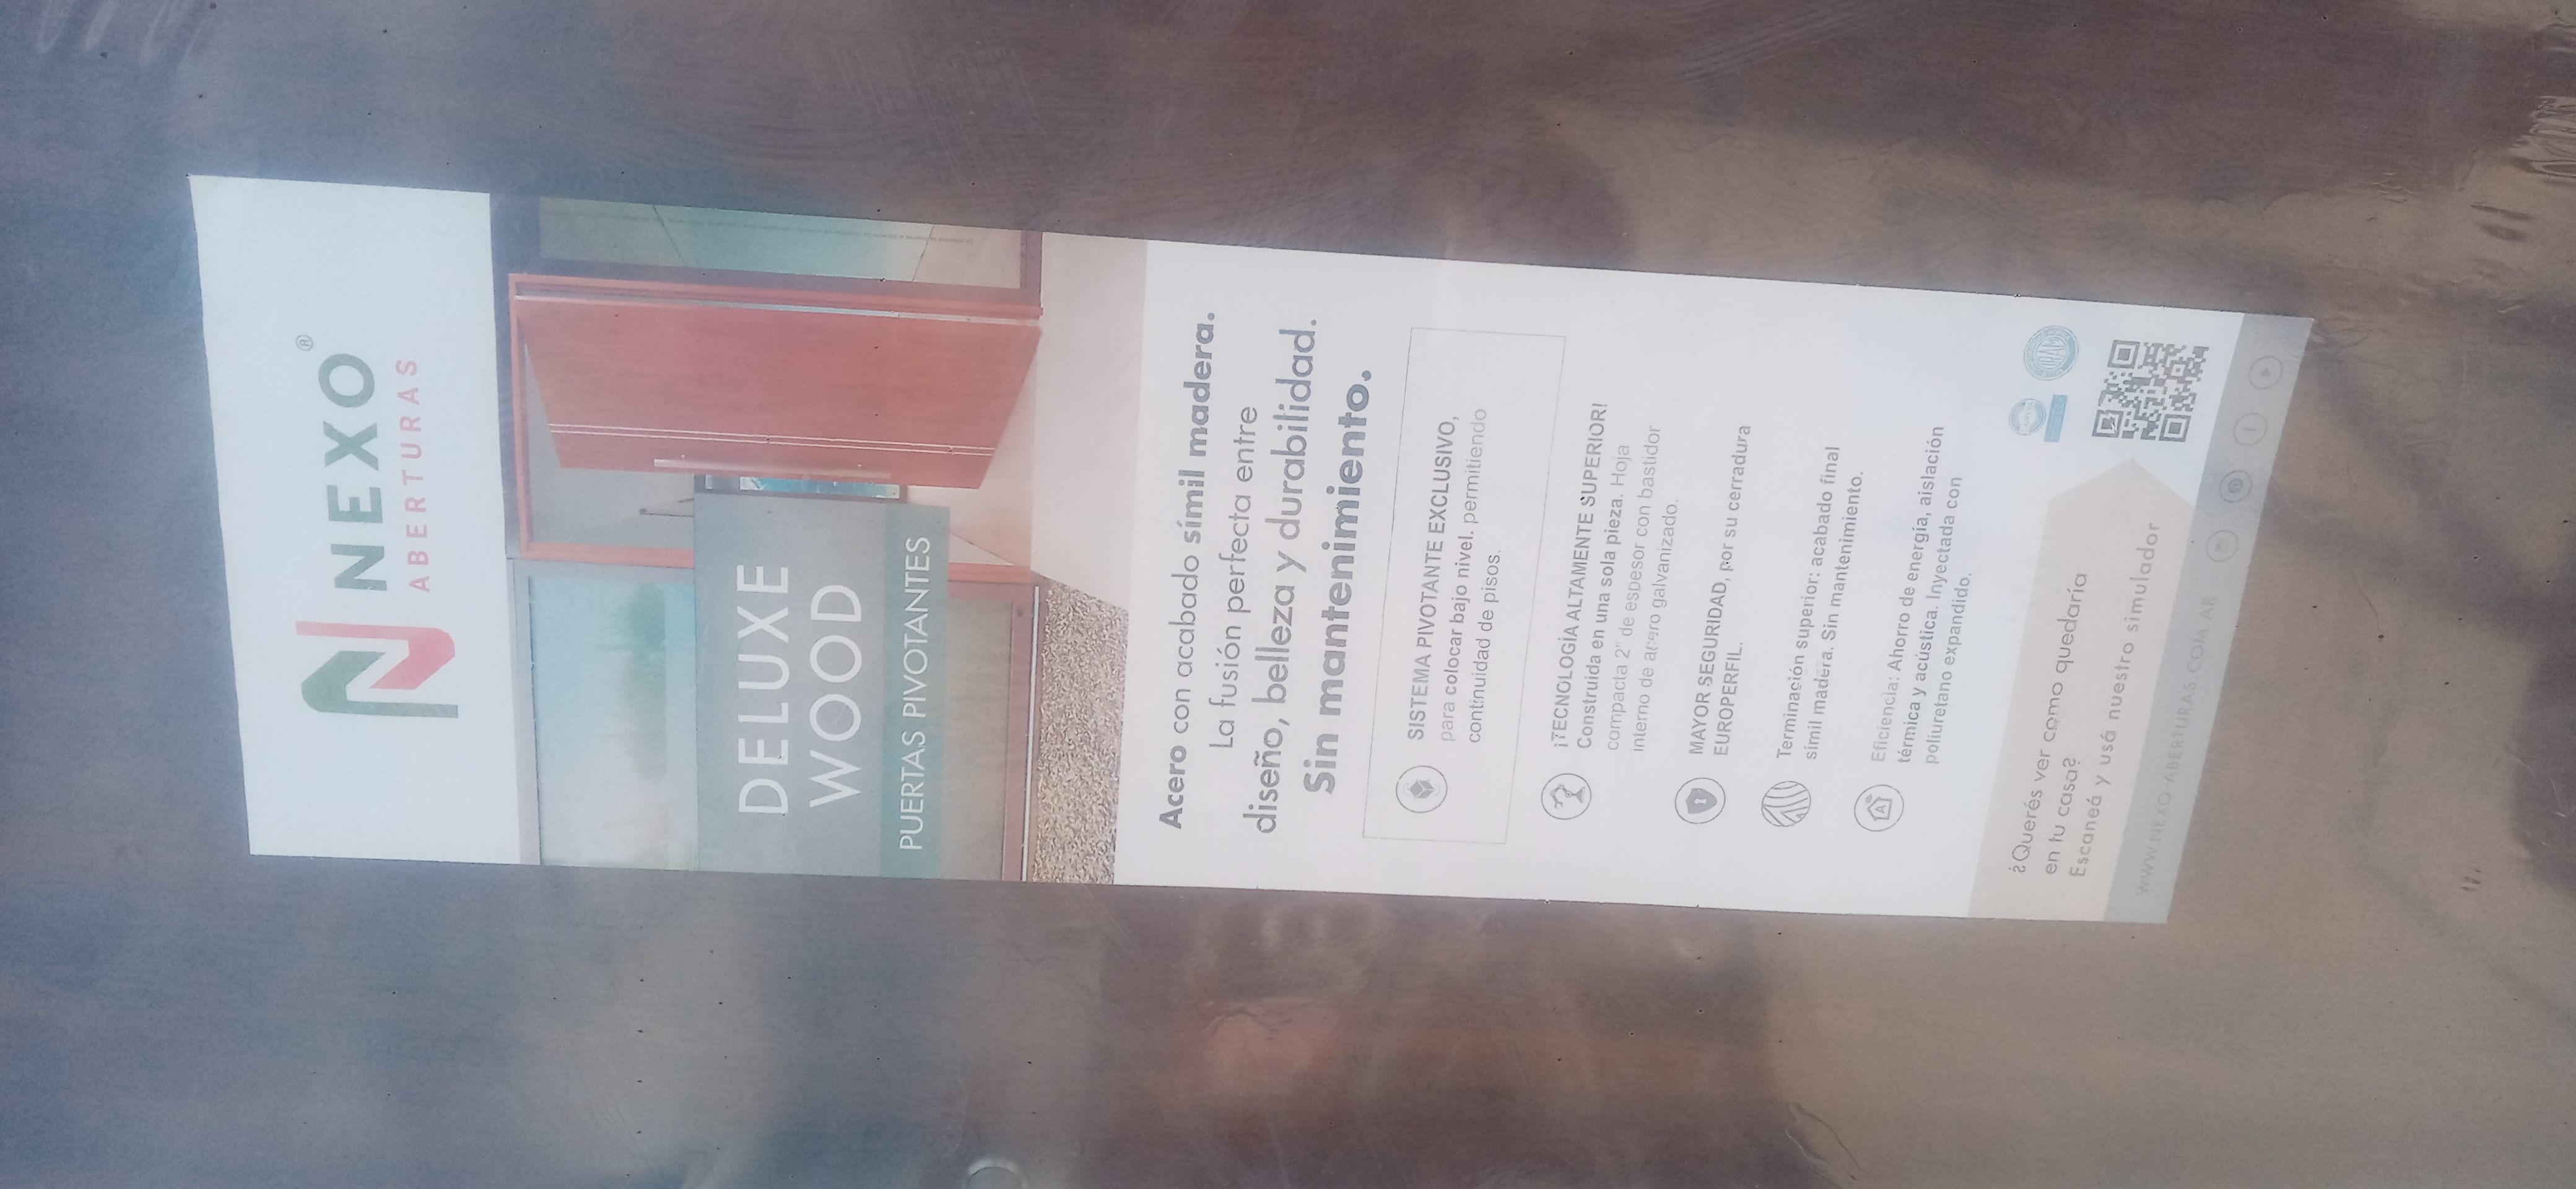 NEXO®
ABERTURAS
DELUXE
WOOD
PUERTAS PIVOTANTES
Acero con acabado símil madera.
La fusión perfecta entre
diseño, belleza y durabilidad.
Sin mantenimiento.
SISTEMA PIVOTANTE EXCLUSIVO,
para colocar bajo nivel. permitiendo
continuidad de pisos.
¡TECNOLOGÍA ALTAMENTE SUPERIOR!
Construida en una sola pieza. Hoja
compacta 2" de espesor con bastidor
interno de acero galvanizado.
MAYOR SEGURIDAD, por su cerradura
EUROPERFIL.
Terminación superior: acabado final
símil madera. Sin mantenimiento.
A
Eficiencia: Ahorro de energía, aislación
térmica y acústica. Inyectada con
poliuretano expandido.
¿Querés ver como quedaría
en tu casa?
Escaneá y usá nuestro simulador
IRAM
WWW.NEXO-ABERTURAS.COM.AR